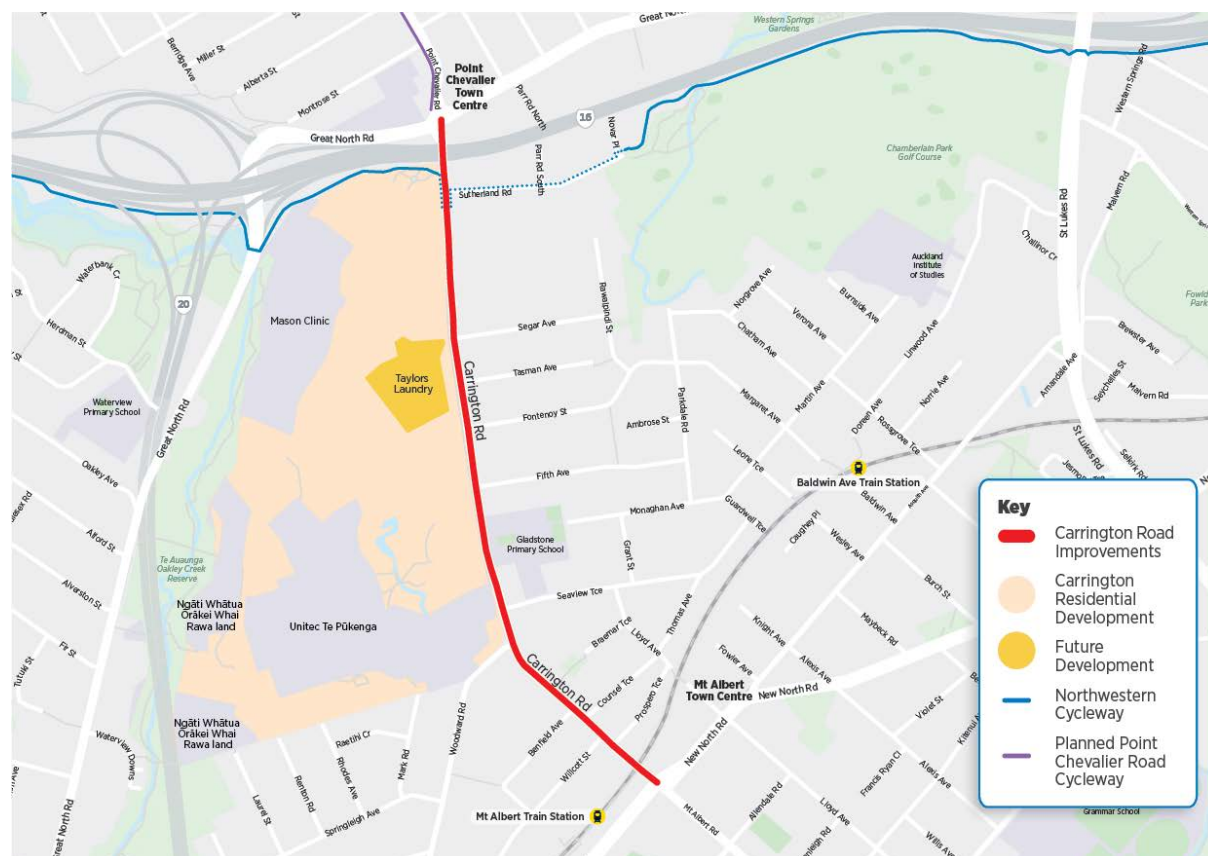 Western Springs
Gardens
Great North Rd
Berridge Ave
Miller St
Alberta St
Montrose St
Point Chevalier Rd
Point
Chevalier
Town
Centre
Parr Rd North
Novar Pl
16
Great North Rd
Parr Rd South
Sutherland Rd
Chamberlain Park
Golf Course
Western Springs Rd
Malvern Rd
St Lukes Rd
Challinor Cr
Auckland
Institute
of Studies
Waterbank Cr
20
Herdman St
Mason Clinic
Rawalpindi St
Norgrove Ave
Burnside Ave
Verona Ave
Chatham Ave
Linwood Ave
Segar Ave
Brewster Ave
Taylors
Laundry
Carrington Rd
Tasman Ave
Parkdale Rd
Margaret Ave
Martin Ave
Norrie Ave
Amandale Ave
Seychelles St
Malvern Rd
Waterview
Primary School
Great North Rd
Fontenoy St
Ambrose St
Doreen Ave
Rossgrove Tce
St Lukes Rd
Selkirk Rd
Leone Tce
Oakley Ave
Fifth Ave
Baldwin Ave Train Station
Monaghan Ave
Guardwell Tce
Caughey Pl
Baldwin Ave
Wesley Ave
Alford St
Gladstone
Primary School
Grant St
Te Auaunga
Oakley Creek
Reserve
Alverston St
Seaview Tce
Burch St
Ngāti Whātua
Ōrākei Whai
Rawa land
Unitec Te Pūkenga
Braemar Tce
Lloyd Ave
Thomas Ave
Knight Ave
Maybeck Rd
Fir St
Tutuki St
Carrington Rd
Counsel Tce
Prospero Tce
Fowler Ave
Alexis Ave
Mt Albert
Town Centre
New North Rd
Violet St
Ngāti Whātua
Ōrākei Whai
Rawa land
Waterview Downs
Raetihi Cr
Mark Rd
Woodward Rd
Benfield Ave
Willcott St
New North Rd
Francis Ryan Cl
Alexis Ave
Rhodes Ave
Renton Rd
Laurel St
Springleigh Ave
Great North Rd
Mt Albert Train Station
Mt Albert Rd
Allendale Rd
Lloyd Ave
Willis Ave
Grammar School
Key
Carrington Road
Improvements
Carrington
Residential
Development
Future
Development
Northwestern
Cycleway
Planned Point
Chevalier Road
Cycleway